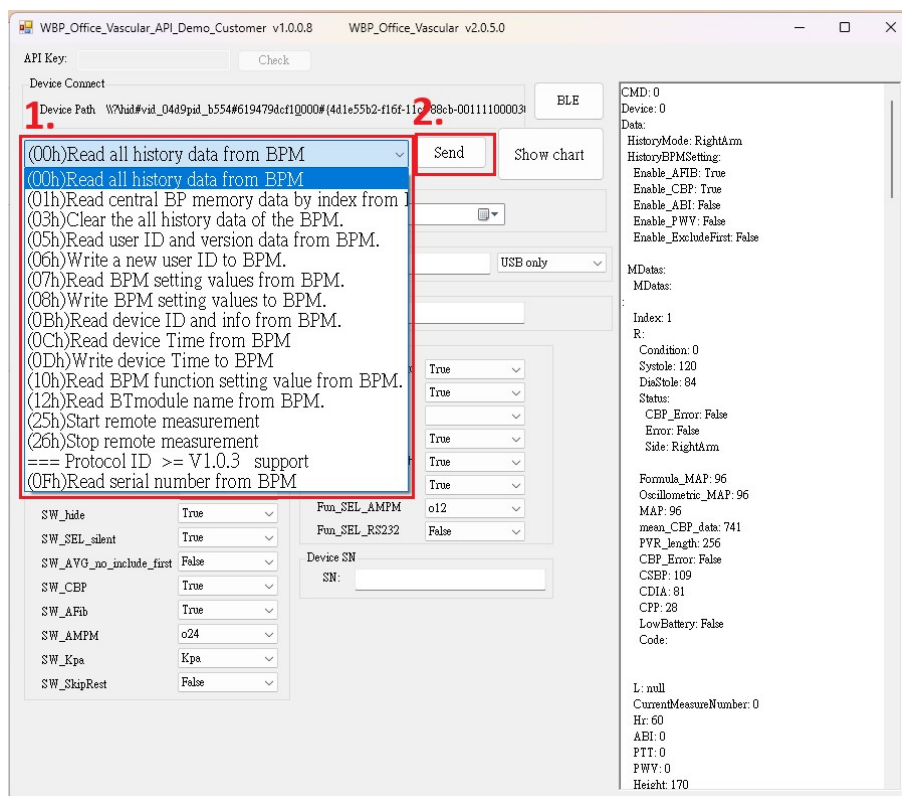 WBP_Office_Vascular_API_Demo_Customer v1.0.0.8 WBP_Office_Vascular v2.0.5.0
API Key:
Check
Device Connect
Device Path
BLE
1.
2.
(00h)Read all history data from BPM
Send
Show chart
(00h)Read all history data from BPM
(01h)Read central BP memory data by index from
(03h)Clear the all history data of the BPM.
(05h)Read user ID and version data from BPM.
(06h)Write a new user ID to BPM.
(07h)Read BPM setting values from BPM.
(08h)Write BPM setting values to BPM.
(0Bh)Read device ID and info from BPM.
(0Ch)Read device Time from BPM
(0Dh)Write device Time to BPM
(10h)Read BPM function setting value from BPM.
(12h)Read BTmodule name from BPM.
(25h)Start remote measurement
(26h)Stop remote measurement
=== Protocol ID >= V1.0.3 support
(0Fh)Read serial number from BPM
USB only
True
True
True
True
True
Fun_SEL_AMPM o12
Fun_SEL_RS232 False
Device SN
SN:
SW_hide True
SW_SEL_silent True
SW_AVG_no_include_first False
SW_CBP True
SW_AFib True
SW_AMPM o24
SW_Kpa Kpa
SW_SkipRest False
CMD: 0
Device: 0
Data:
HistoryMode: RightArm
HistoryBPMSetting:
Enable_AFIB: True
Enable_CBP: True
Enable_ABI: False
Enable_PWV: False
Enable_ExcludeFirst: False
MDatas:
MDatas:
:
Index: 1
R:
Condition: 0
Systole: 120
DiaStole: 84
Status:
CBP_Error: False
Error: False
Side: RightArm
Formula_MAP: 96
Oscillometric_MAP: 96
MAP: 96
mean_CBP_data: 741
PVR_length: 256
CBP_Error: False
CSBP: 109
CDIA: 81
CPP: 28
LowBattery: False
Code:
L: null
CurrentMeasureNumber: 0
Hr: 60
ABI: 0
PTT: 0
PWV: 0
Height: 170